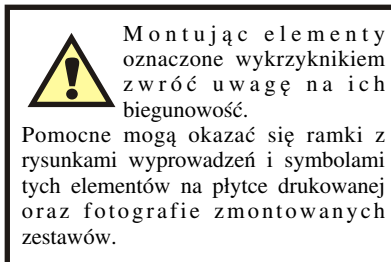 Montując elementy
oznaczone wykrzyknikiem
zwróć uwagę na ich
biegunowość.
Pomocne mogą okazać się ramki z
rysunkami wyprowadzeń i symbolami
tych elementów na płytce drukowanej
oraz fotografie zmontowanych
zestawów.